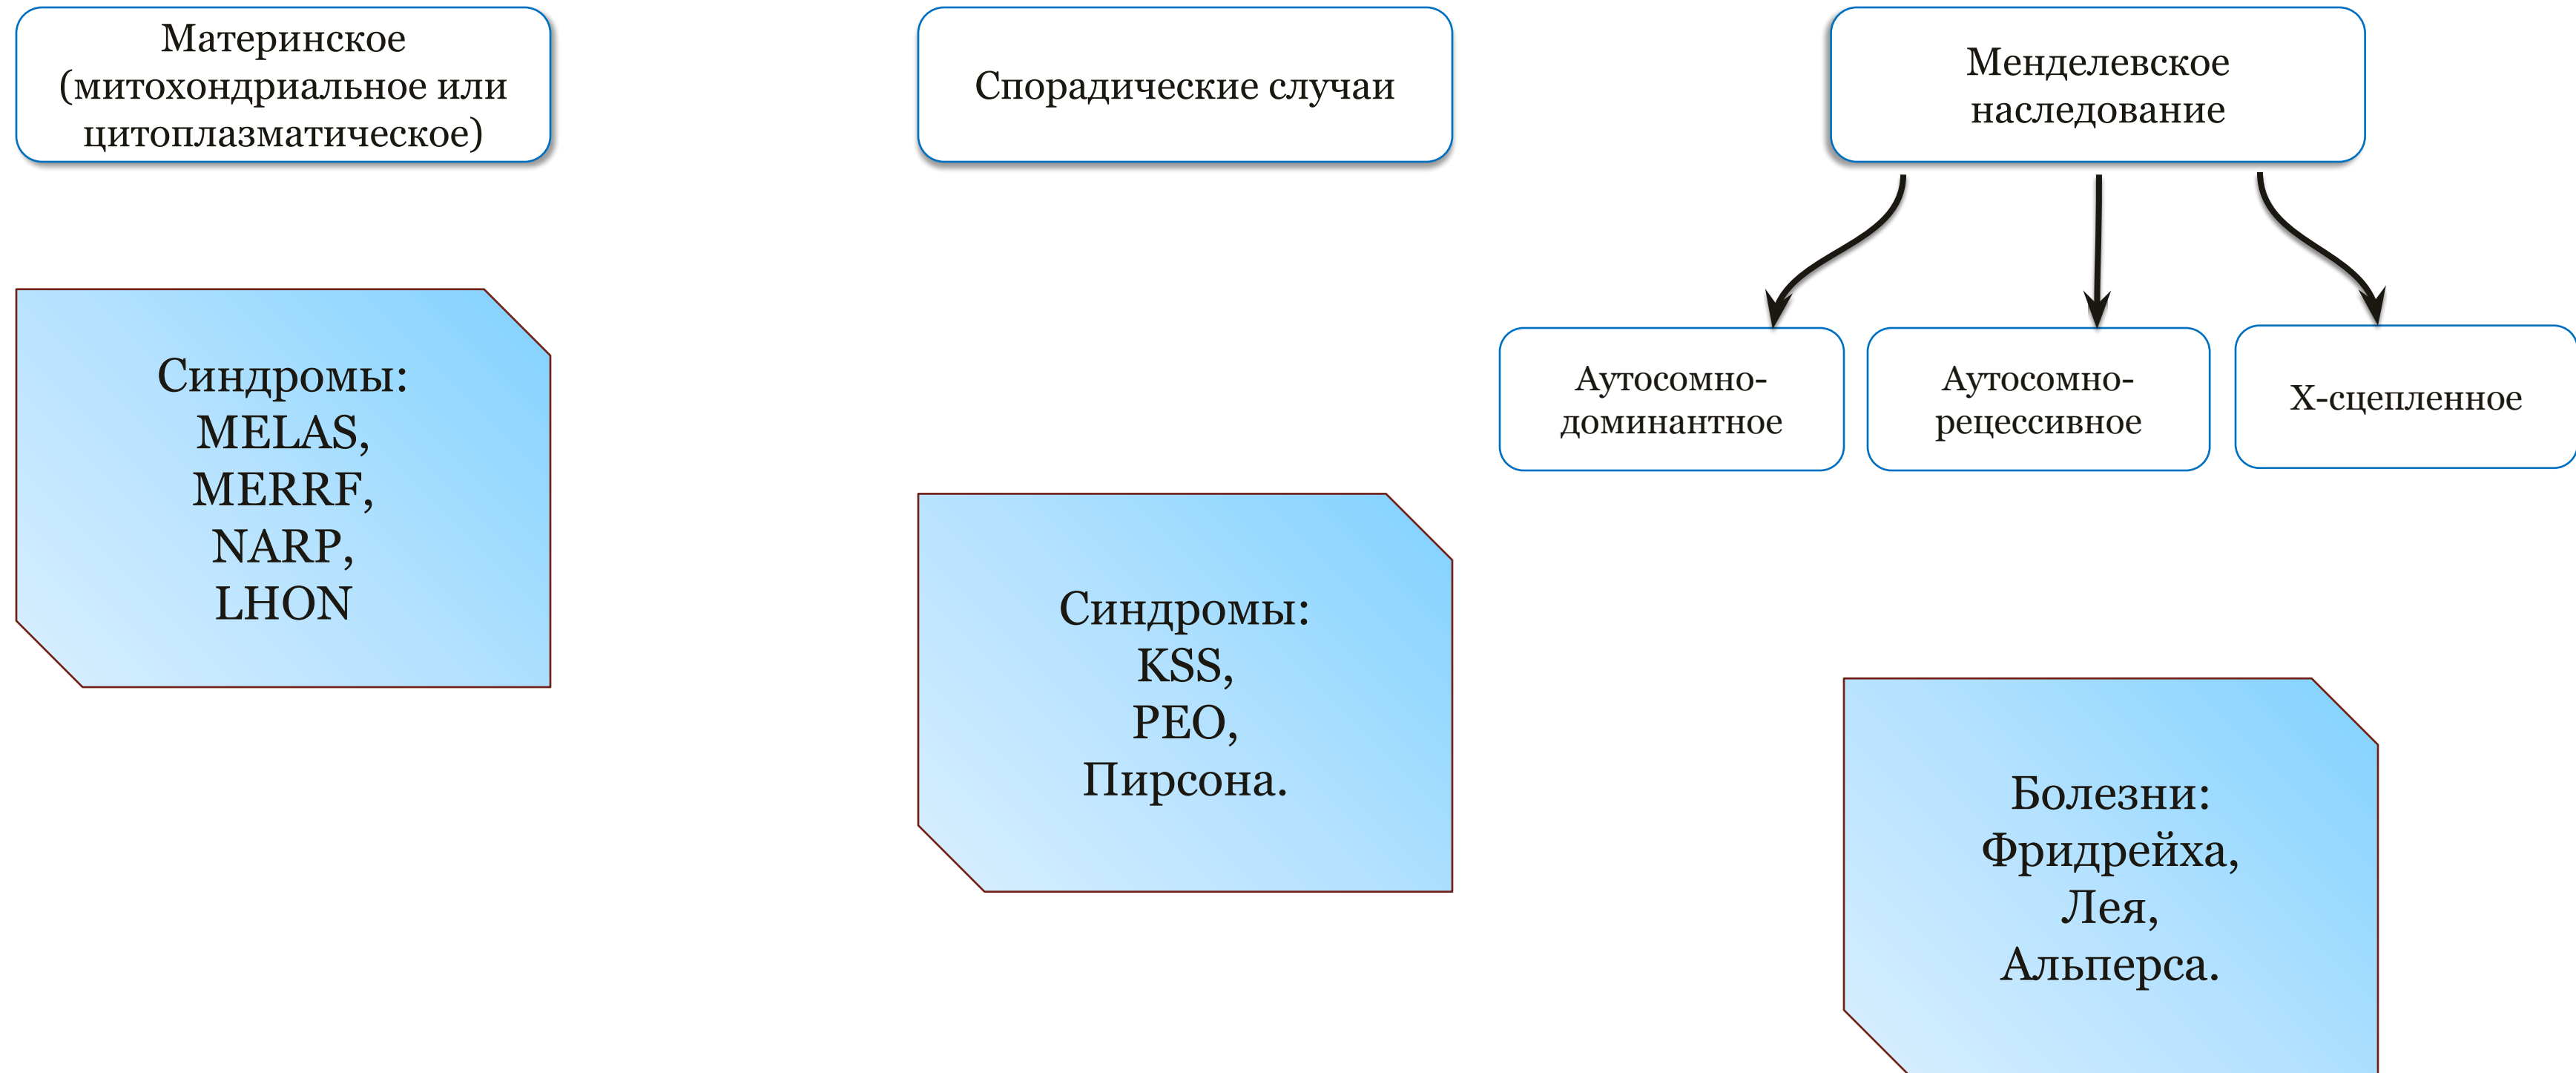 Материнское
(митохондриальное или
цитоплазматическое)
Спорадические случаи
Менделевское
наследование
Аутосомно-
доминантное
Аутосомно-
рецессивное
Х-сцепленное
Синдромы:
MELAS,
MERRF,
NARP,
LHON
Синдромы:
KSS,
PEO,
Пирсона.
Болезни:
Фридрейха,
Лея,
Альперса.